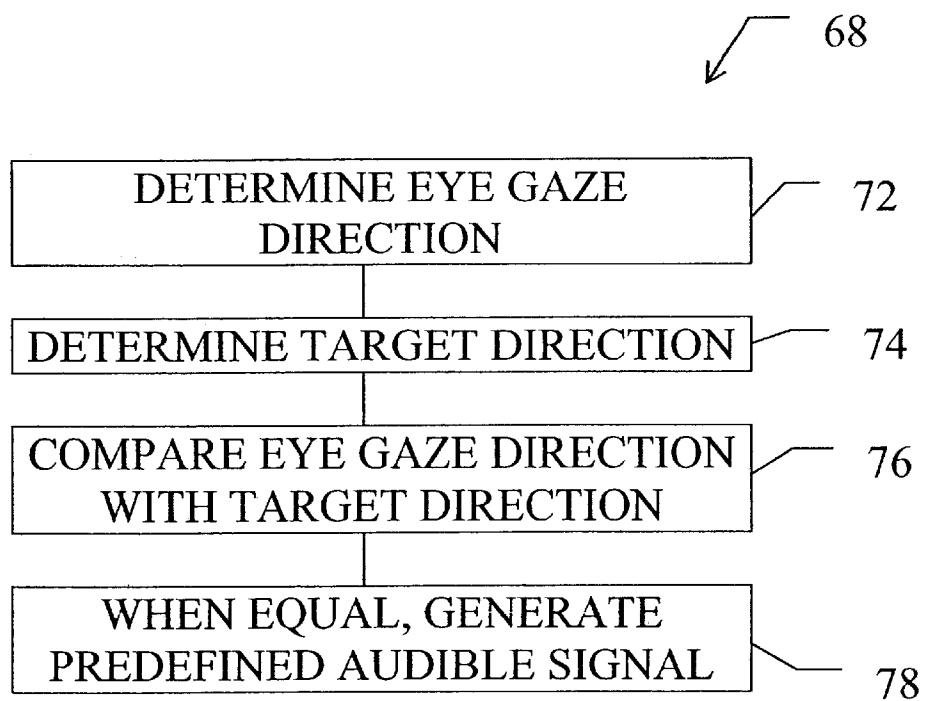 68
DETERMINE EYE GAZE
DIRECTION
72
DETERMINE TARGET DIRECTION
74
COMPARE EYE GAZE DIRECTION
WITH TARGET DIRECTION
76
WHEN EQUAL, GENERATE
PREDEFINED AUDIBLE SIGNAL
78